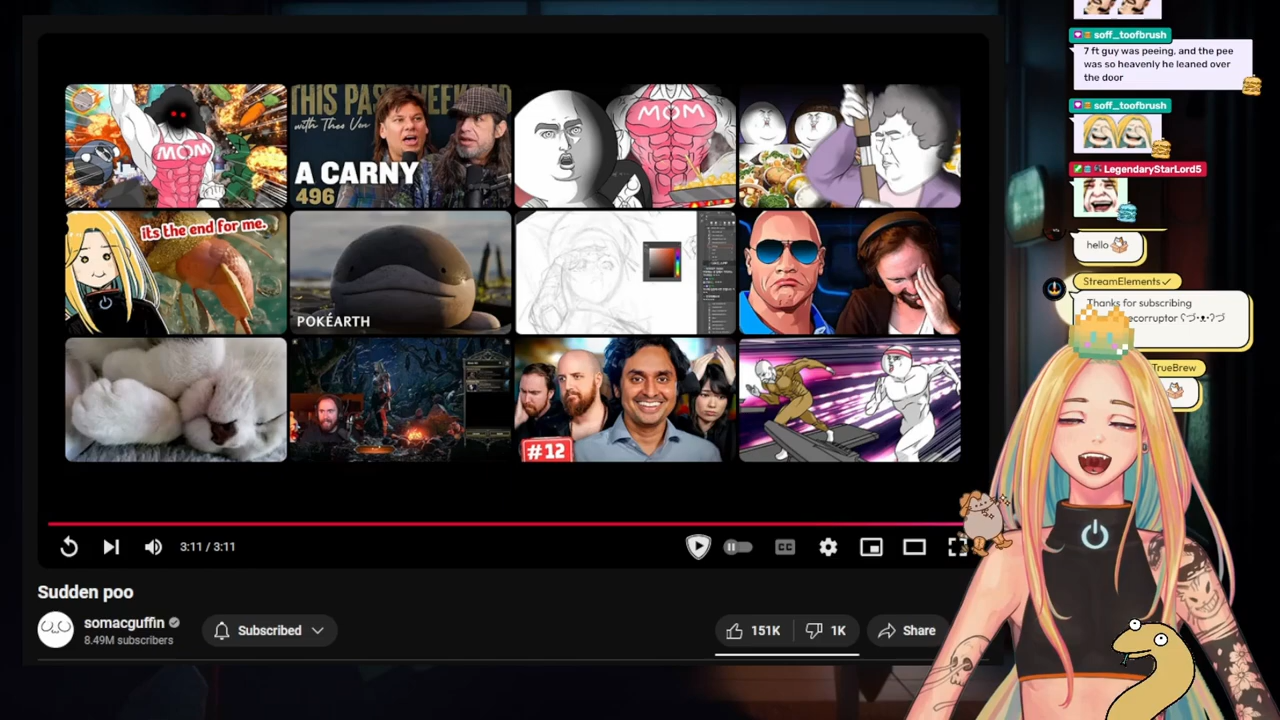 MOM
THIS PAST WEEKEND
with Theo Von
A CARNY
496
MOM
its the end for me.
POKÉARTH
#12
3:11 / 3:11
CC
Sudden poo
somacguffin
8.49M subscribers
Subscribed
151K
1K
Share
soff_toofbrush
7 ft guy was peeing, and the pee
was so heavenly he leaned over
the door
soff_toofbrush
LegendaryStarLord5
hello
StreamElements
Thanks for subscribing
ecorruptor
TrueBrew